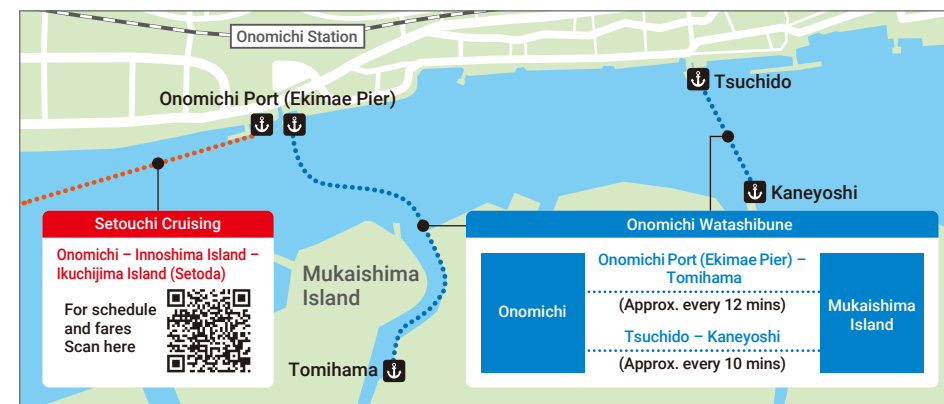 Onomichi Station
Onomichi Port (Ekimae Pier)
Tsuchido
Kaneyoshi
Setouchi Cruising
Onomichi – Innoshima Island –
Ikuchijima Island (Setoda)
For schedule
and fares
Scan here
Mukaishima
Island
Tomihama
Onomichi Watashibune
Onomichi
Onomichi Port (Ekimae Pier) –
Tomihama
(Approx. every 12 mins)
Tsuchido – Kaneyoshi
(Approx. every 10 mins)
Mukaishima
Island